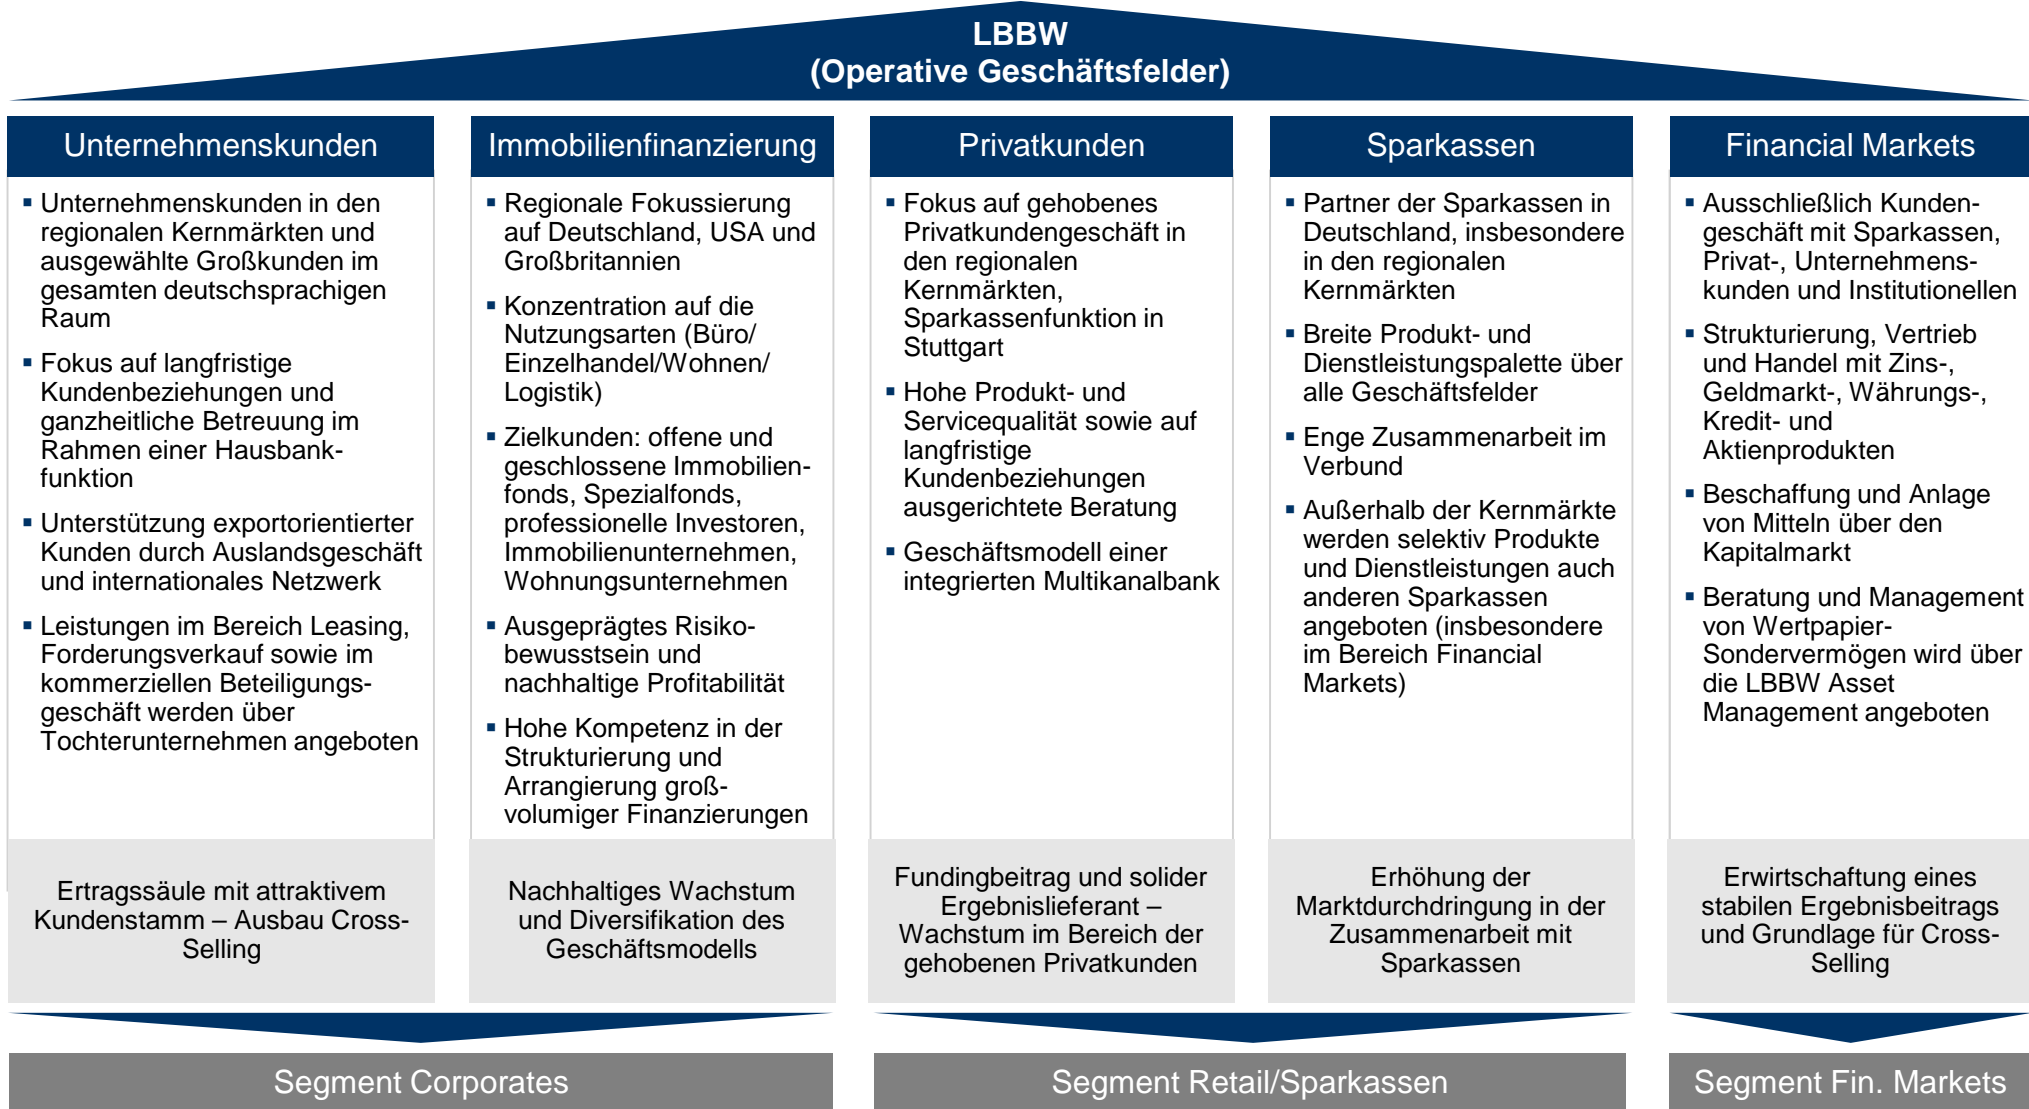 LBBW
(Operative Geschäftsfelder)
Unternehmenskunden
▪ Unternehmenskunden in den
regionalen Kernmärkten und
ausgewählte Großkunden im
gesamten deutschsprachigen
Raum
▪ Fokus auf langfristige
Kundenbeziehungen und
ganzheitliche Betreuung im
Rahmen einer Hausbank-
funktion
▪ Unterstützung exportorientierter
Kunden durch Auslandsgeschäft
und internationales Netzwerk
▪ Leistungen im Bereich Leasing,
Forderungsverkauf sowie im
kommerziellen Beteiligungs-
geschäft werden über
Tochterunternehmen angeboten
Ertragssäule mit attraktivem
Kundenstamm – Ausbau Cross-
Selling
Immobilienfinanzierung
▪ Regionale Fokussierung
auf Deutschland, USA und
Großbritannien
▪ Konzentration auf die
Nutzungsarten (Büro/
Einzelhandel/Wohnen/
Logistik)
▪ Zielkunden: offene und
geschlossene Immobilien-
fonds, Spezialfonds,
professionelle Investoren,
Immobilienunternehmen,
Wohnungsunternehmen
▪ Ausgeprägtes Risiko-
bewusstsein und
nachhaltige Profitabilität
▪ Hohe Kompetenz in der
Strukturierung und
Arrangierung groß-
volumiger Finanzierungen
Nachhaltiges Wachstum
und Diversifikation des
Geschäftsmodells
Privatkunden
▪ Fokus auf gehobenes
Privatkundengeschäft in
den regionalen
Kernmärkten,
Sparkassenfunktion in
Stuttgart
▪ Hohe Produkt- und
Servicequalität sowie auf
langfristige
Kundenbeziehungen
ausgerichtete Beratung
▪ Geschäftsmodell einer
integrierten Multikanalbank
Fundingbeitrag und solider
Ergebnislieferant –
Wachstum im Bereich der
gehobenen Privatkunden
Sparkassen
▪ Partner der Sparkassen in
Deutschland, insbesondere
in den regionalen
Kernmärkten
▪ Breite Produkt- und
Dienstleistungspalette über
alle Geschäftsfelder
▪ Enge Zusammenarbeit im
Verbund
▪ Außerhalb der Kernmärkte
werden selektiv Produkte
und Dienstleistungen auch
anderen Sparkassen
angeboten (insbesondere
im Bereich Financial
Markets)
Erhöhung der
Marktdurchdringung in der
Zusammenarbeit mit
Sparkassen
Financial Markets
▪ Ausschließlich Kunden-
geschäft mit Sparkassen,
Privat-, Unternehmens-
kunden und Institutionellen
▪ Strukturierung, Vertrieb
und Handel mit Zins-,
Geldmarkt-, Währungs-,
Kredit- und
Aktienprodukten
▪ Beschaffung und Anlage
von Mitteln über den
Kapitalmarkt
▪ Beratung und Management
von Wertpapier-
Sondervermögen wird über
die LBBW Asset
Management angeboten
Erwirtschaftung eines
stabilen Ergebnisbeitrags
und Grundlage für Cross-
Selling
Segment Corporates
Segment Retail/Sparkassen
Segment Fin. Markets